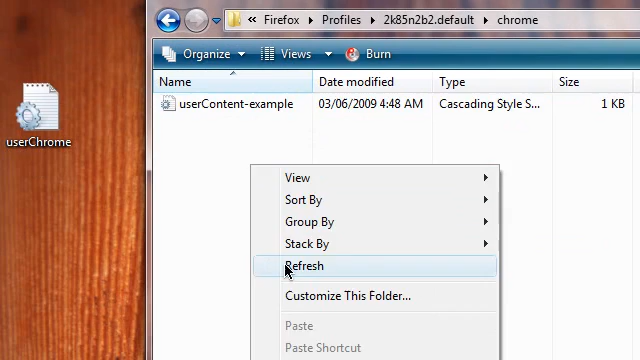 « Firefox ▸ Profiles ▸ 2k85n2b2.default ▸ chrome
Organize Views Burn
Name Date modified Type Size
userContent-example 03/06/2009 4:48 AM Cascading Style S... 1 KB
userChrome
View
Sort By
Group By
Stack By
Refresh
Customize This Folder...
Paste
Paste Shortcut